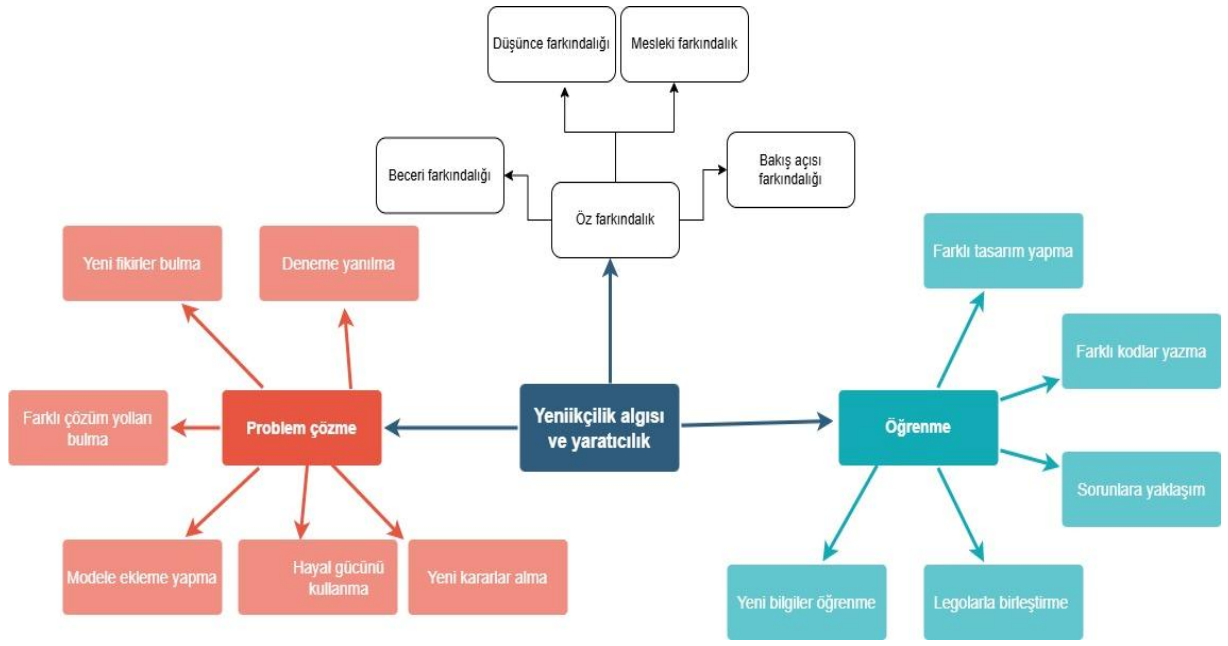 Düşünce farkındalığı
Mesleki farkındalık
Beceri farkındalığı
Bakış açısı
farkındalığı
Öz farkındalık
Yeni fikirler bulma
Deneme yanılma
Farklı tasarım yapma
Farklı kodlar yazma
Farklı çözüm yolları
bulma
Problem çözme
Yeniikçilik algısı
ve yaratıcılık
Öğrenme
Sorunlara yaklaşım
Modele ekleme yapma
Hayal gücünü
kullanma
Yeni kararlar alma
Yeni bilgiler öğrenme
Legolarla birleştirme